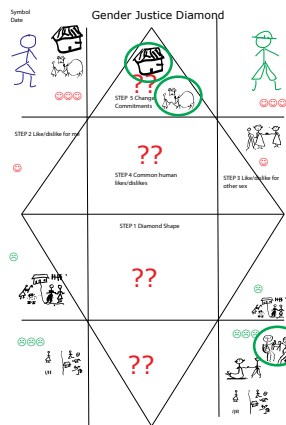 Symbol
Date
Gender Justice Diamond
??
STEP 5 Change
Commitments
STEP 2 Like/dislike for me
??
STEP 4 Common human
likes/dislikes
STEP 3 Like/dislike for
other sex
STEP 1 Diamond Shape
??
??